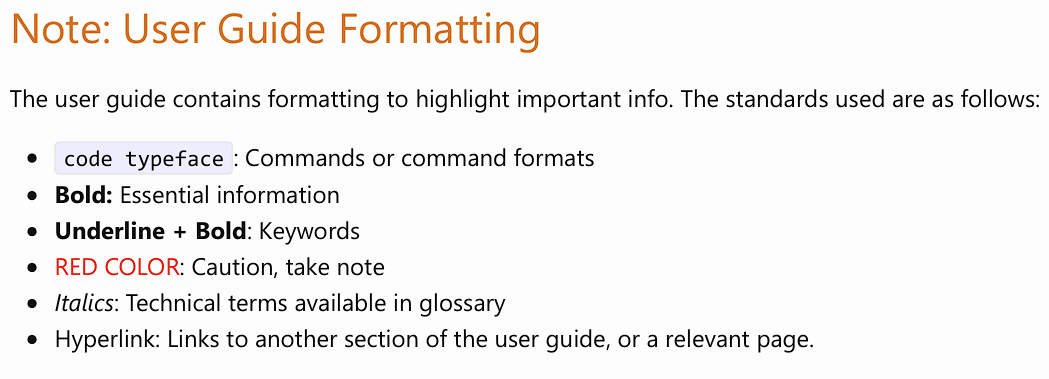 Note: User Guide Formatting
The user guide contains formatting to highlight important info. The standards used are as follows:
• code typeface: Commands or command formats
• Bold: Essential information
• Underline + Bold: Keywords
• RED COLOR: Caution, take note
• Italics: Technical terms available in glossary
• Hyperlink: Links to another section of the user guide, or a relevant page.